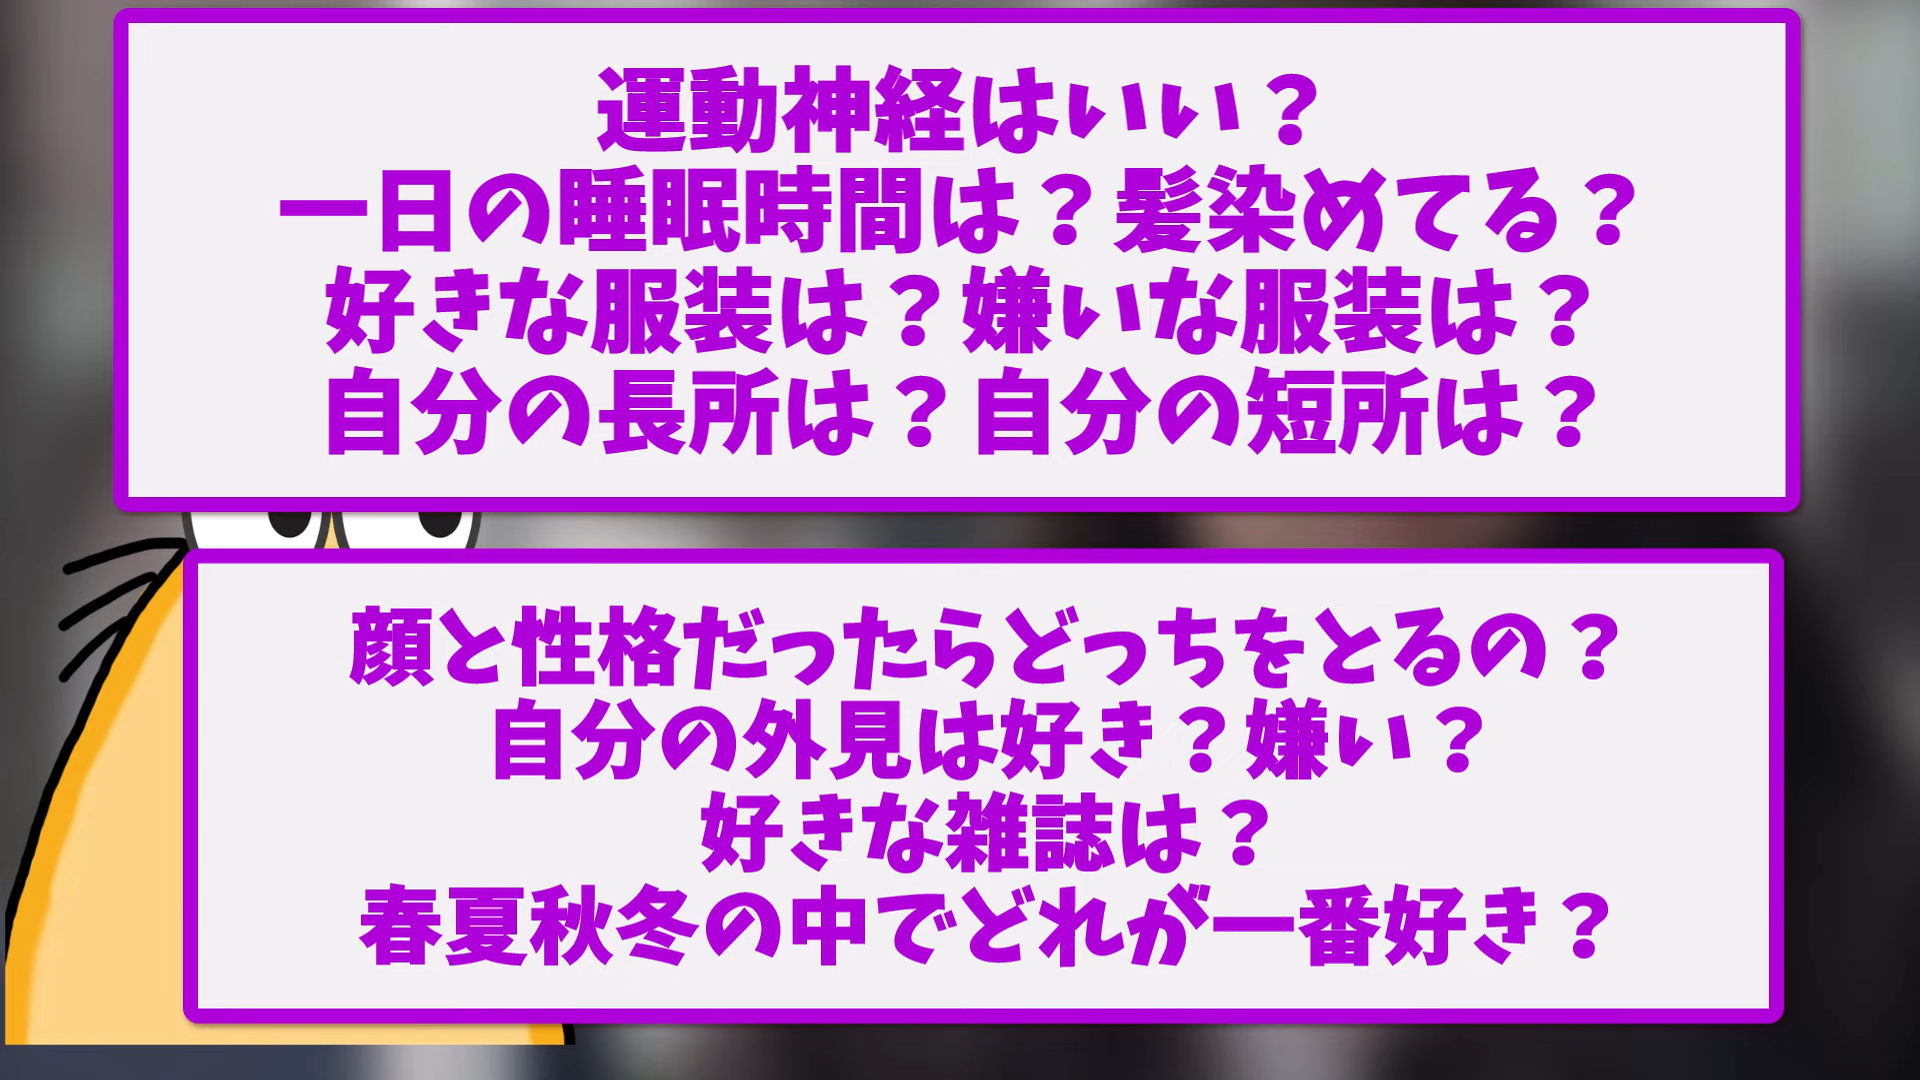 運動神経はいい？
一日の睡眠時間は？髪染めてる？
好きな服装は？嫌いな服装は？
自分の長所は？自分の短所は？
顔と性格だったらどっちをとるの？
自分の外見は好き？嫌い？
好きな雑誌は？
春夏秋冬の中でどれが一番好き？